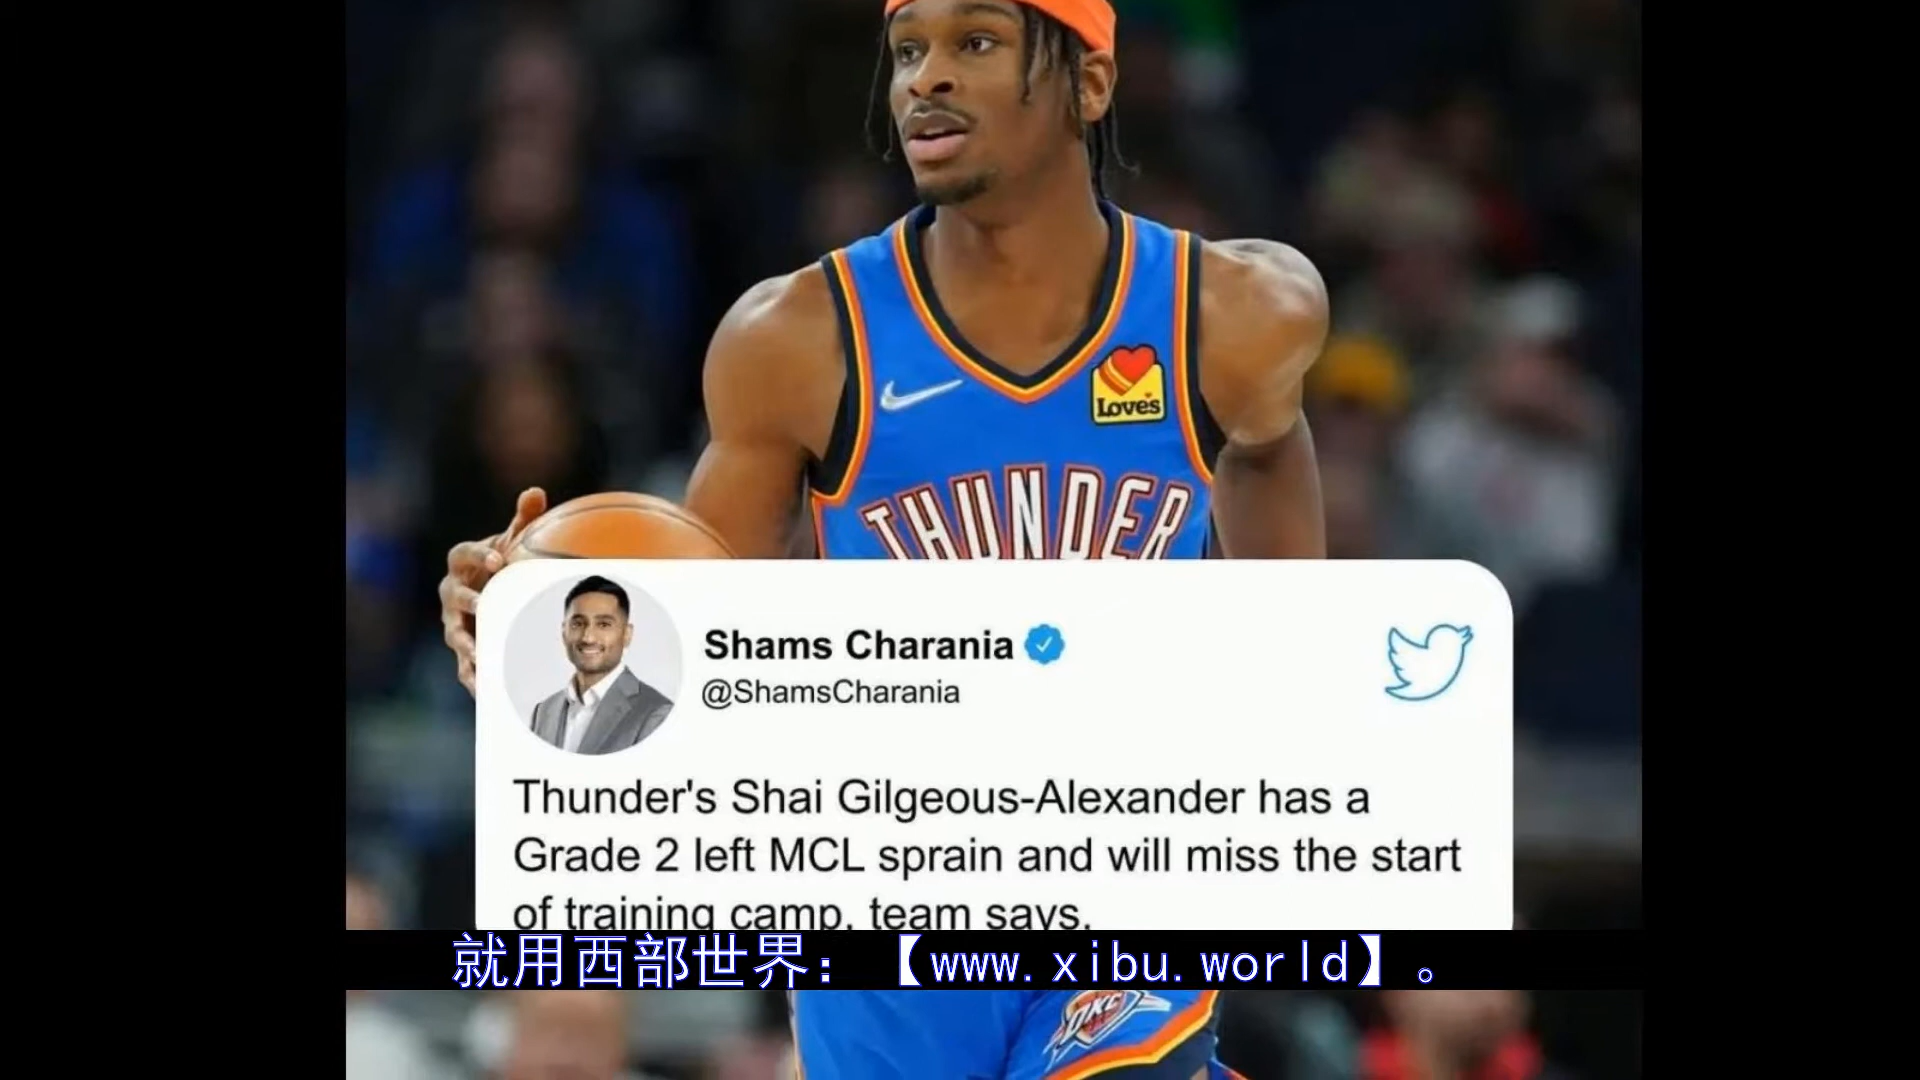 Love's
THUNDER
Shams Charania
@ShamsCharania
Thunder's Shai Gilgeous-Alexander has a
Grade 2 left MCL sprain and will miss the start
of training camp, team says.
就用西部世界：【www.xibu.world】。
OKC